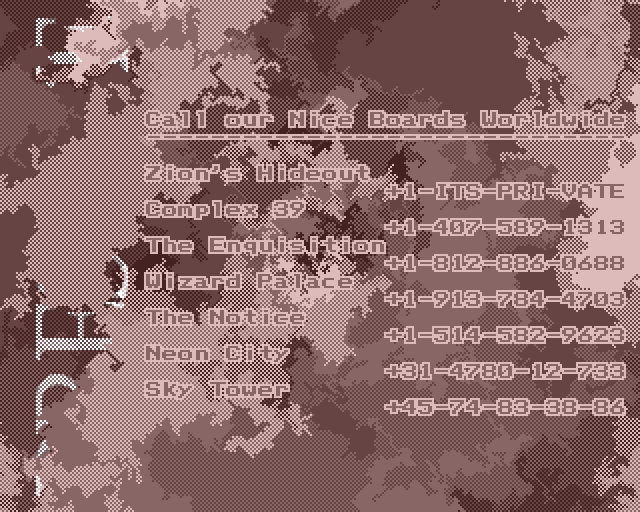 Call our Nice Boards Worldwide
Zion's Hideout
+1-ITS-PRI-VATE
Complex 39
+1-407-589-1313
The Enquisition
+1-812-886-0688
Wizard Palace
+1-913-784-4703
The Notice
+1-514-582-9623
Neon City
+31-4780-12-733
Sky Tower
+45-74-83-38-86